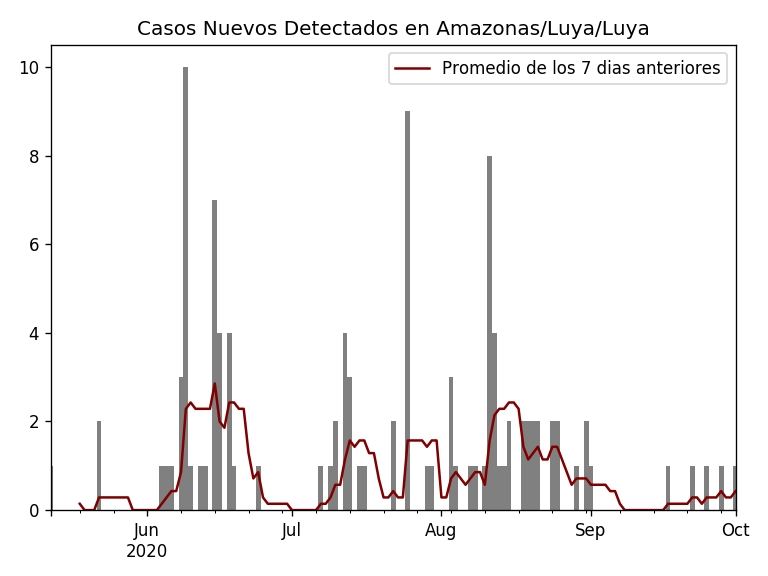 Casos Nuevos Detectados en Amazonas/Luya/Luya
Promedio de los 7 dias anteriores
10
8
6
4
2
0
Jun Jul Aug Sep Oct
2020